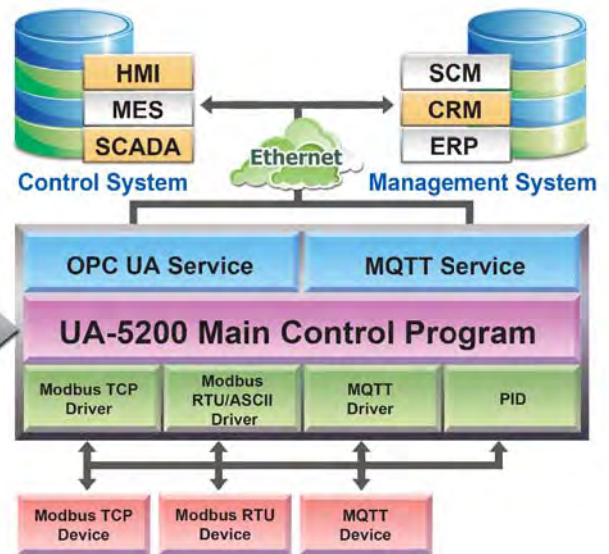 HMI
MES
SCADA
Control System
SCM
CRM
ERP
Management System
Ethernet
OPC UA Service
MQTT Service
UA-5200 Main Control Program
Modbus TCP
Driver
Modbus
RTU/ASCII
Driver
MQTT
Driver
PID
Modbus TCP
Device
Modbus RTU
Device
MQTT
Device